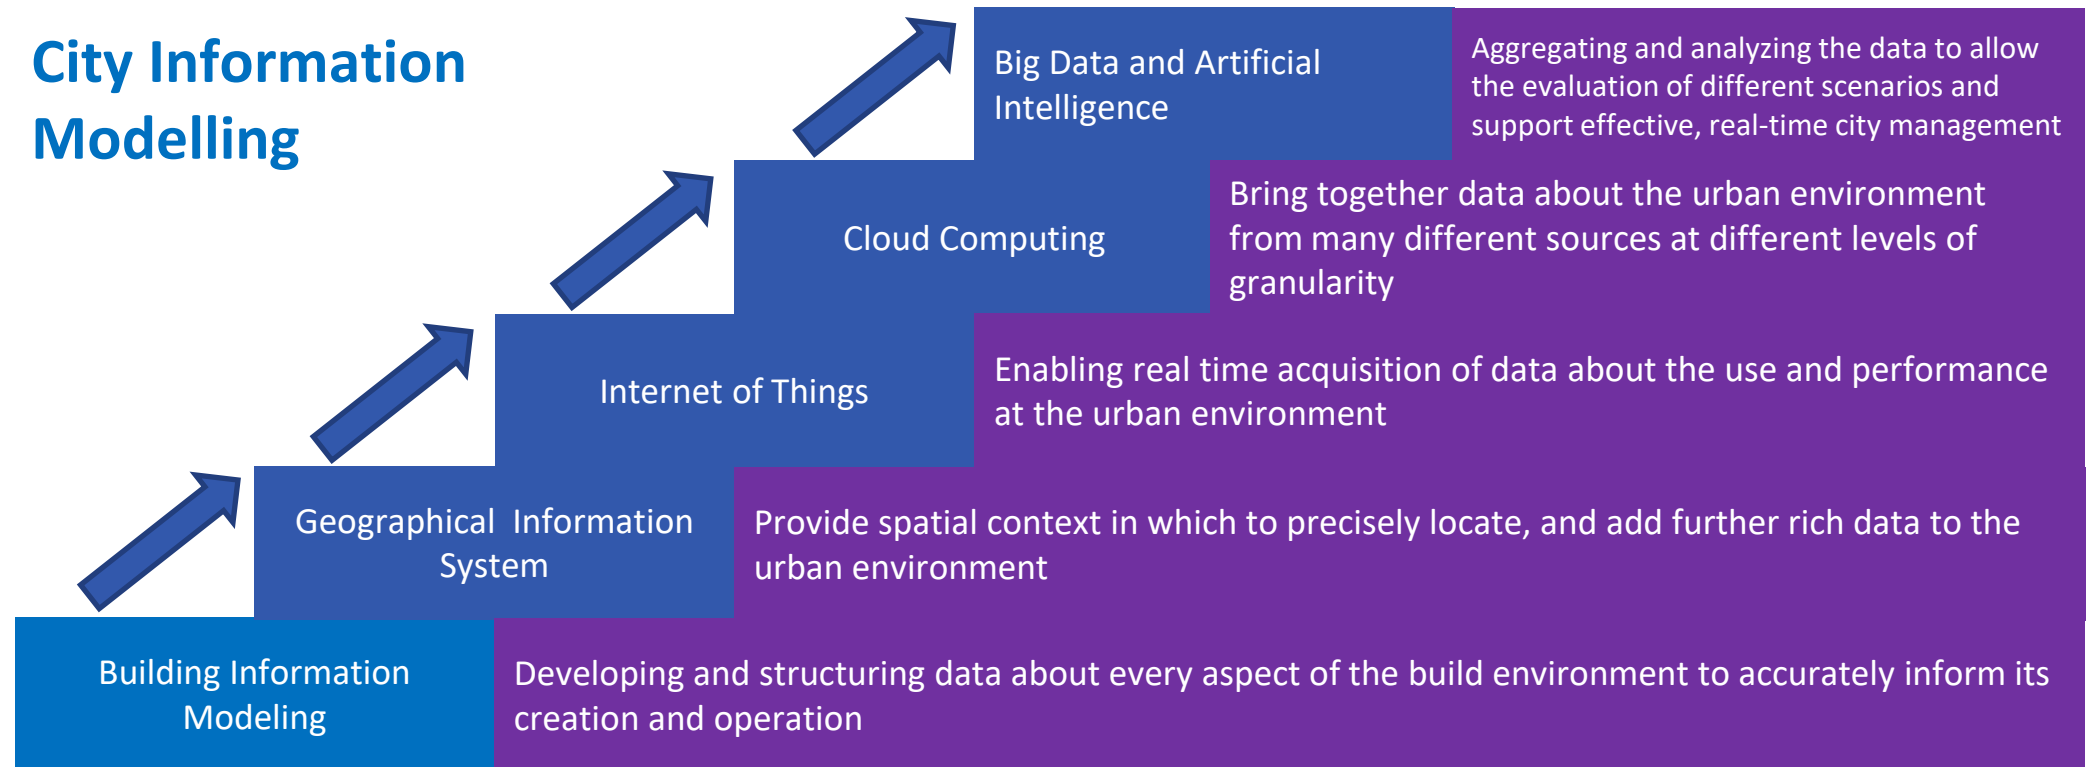 City Information
Modelling
Big Data and Artificial
Intelligence
Aggregating and analyzing the data to allow
the evaluation of different scenarios and
support effective, real-time city management
Cloud Computing
Bring together data about the urban environment
from many different sources at different levels of
granularity
Internet of Things
Enabling real time acquisition of data about the use and performance
at the urban environment
Geographical  Information
System
Provide spatial context in which to precisely locate, and add further rich data to the
urban environment
Building Information
Modeling
Developing and structuring data about every aspect of the build environment to accurately inform its
creation and operation